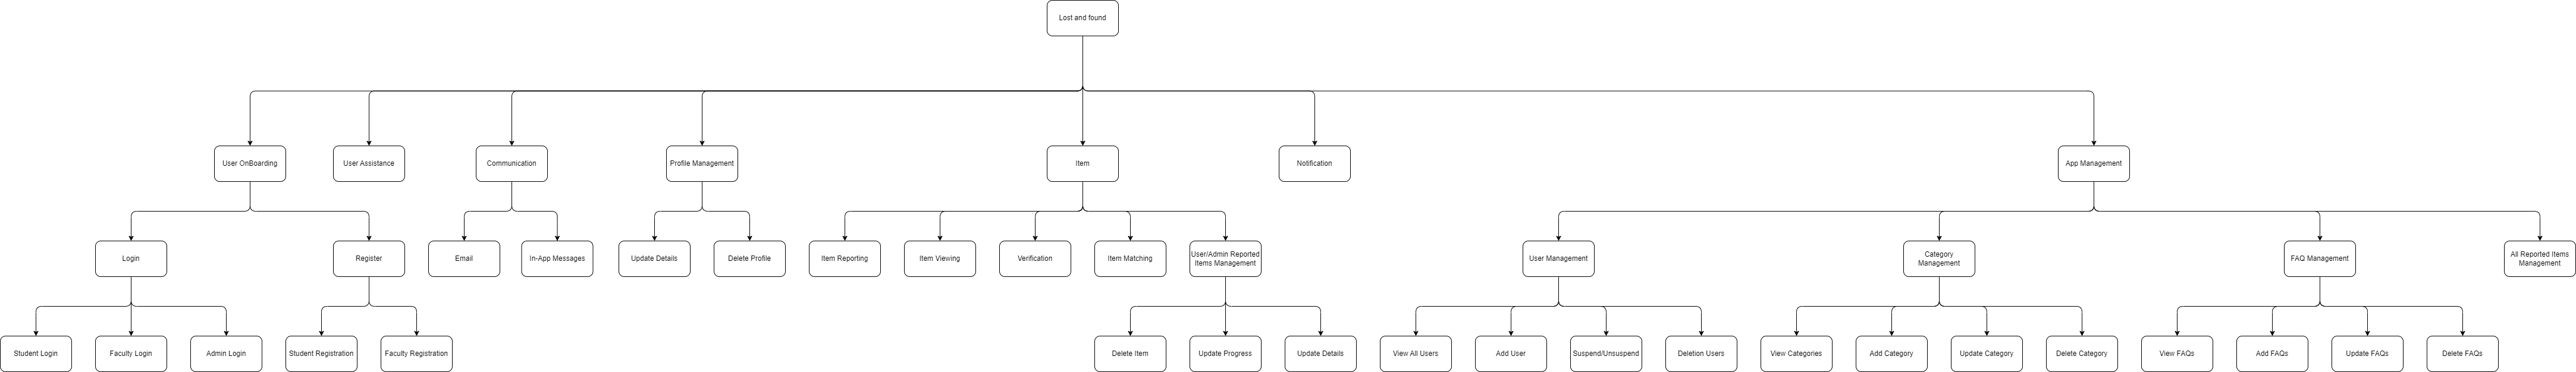 Lost and found
User OnBoarding
User Assistance
Communication
Profile Management
Item
Notification
App Management
Login
Register
Email
In-App Messages
Update Details
Delete Profile
Item Reporting
Item Viewing
Verification
Item Matching
User/Admin Reported
Items Management
User Management
Category
Management
FAQ Management
All Reported Items
Management
Student Login
Faculty Login
Admin Login
Student Registration
Faculty Registration
Delete Item
Update Progress
Update Details
View All Users
Add User
Suspend/Unsuspend
Deletion Users
View Categories
Add Category
Update Category
Delete Category
View FAQs
Add FAQs
Update FAQs
Delete FAQs